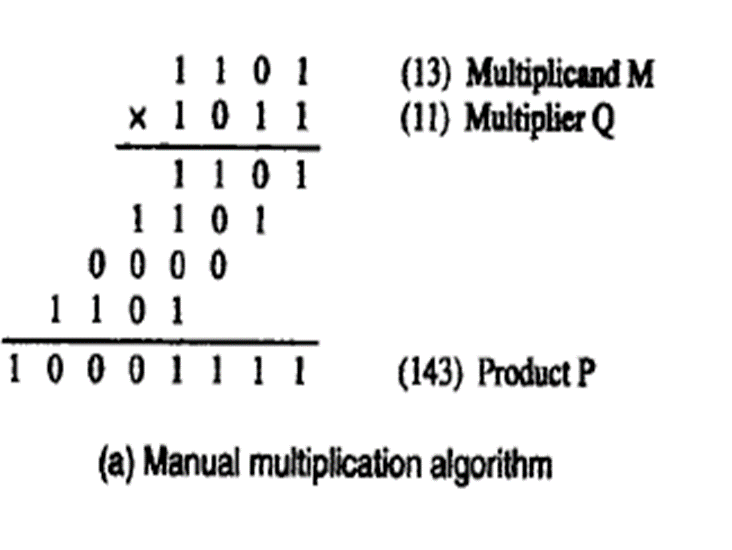 1 1 0 1 (13) Multiplicand M
× 1 0 1 1 (11) Multiplier Q
1 1 0 1
1 1 0 1
0 0 0 0
1 1 0 1
1 0 0 0 1 1 1 1 (143) Product P
(a) Manual multiplication algorithm